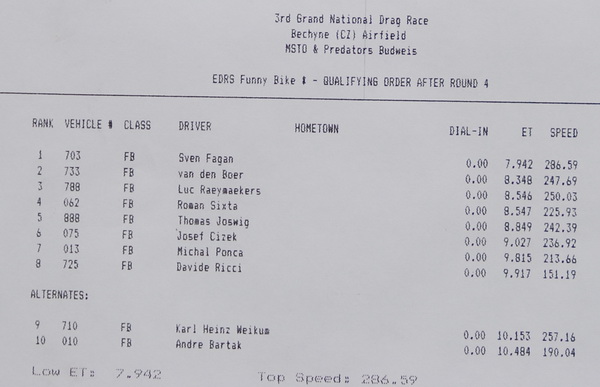 3rd Grand National Drag Race
Bechyne (CZ) Airfield
MSTO & Predators Budweis
EDRS Funny Bike # - QUALIFYING ORDER AFTER ROUND 4
RANK VEHICLE # CLASS DRIVER HOMETOWN DIAL-IN ET SPEED
1 703 FB Sven Fagan 0.00 7.942 286.59
2 733 FB van den Boer 0.00 8.348 247.69
3 788 FB Luc Raeymaekers 0.00 8.546 250.03
4 062 FB Roman Sixta 0.00 8.547 225.93
5 888 FB Thomas Joswig 0.00 8.849 242.39
6 075 FB Josef Cizek 0.00 9.027 236.92
7 013 FB Michal Ponca 0.00 9.815 213.66
8 725 FB Davide Ricci 0.00 9.917 151.19
ALTERNATES:
9 710 FB Karl Heinz Weikum 0.00 10.153 257.16
10 010 FB Andre Bartak 0.00 10.484 190.04
Low ET: 7.942 Top Speed: 286.59